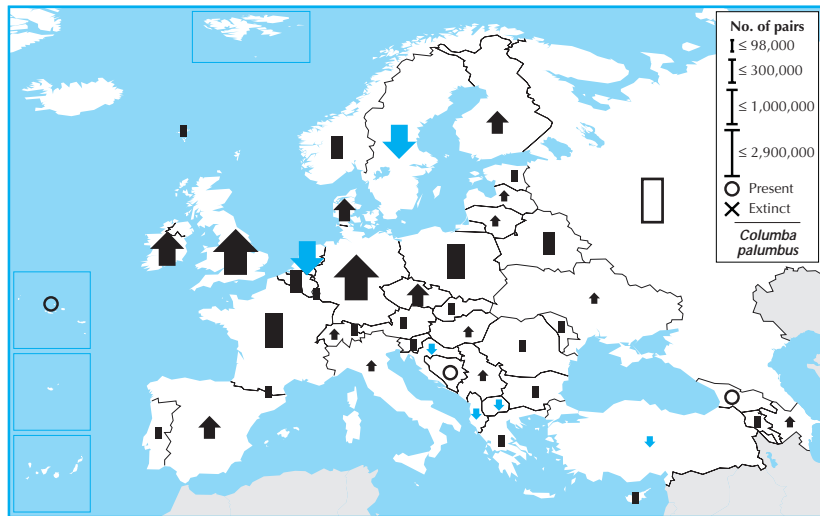 No. of pairs
≤ 98,000
≤ 300,000
≤ 1,000,000
≤ 2,900,000
Present
Extinct
Columba
palumbus